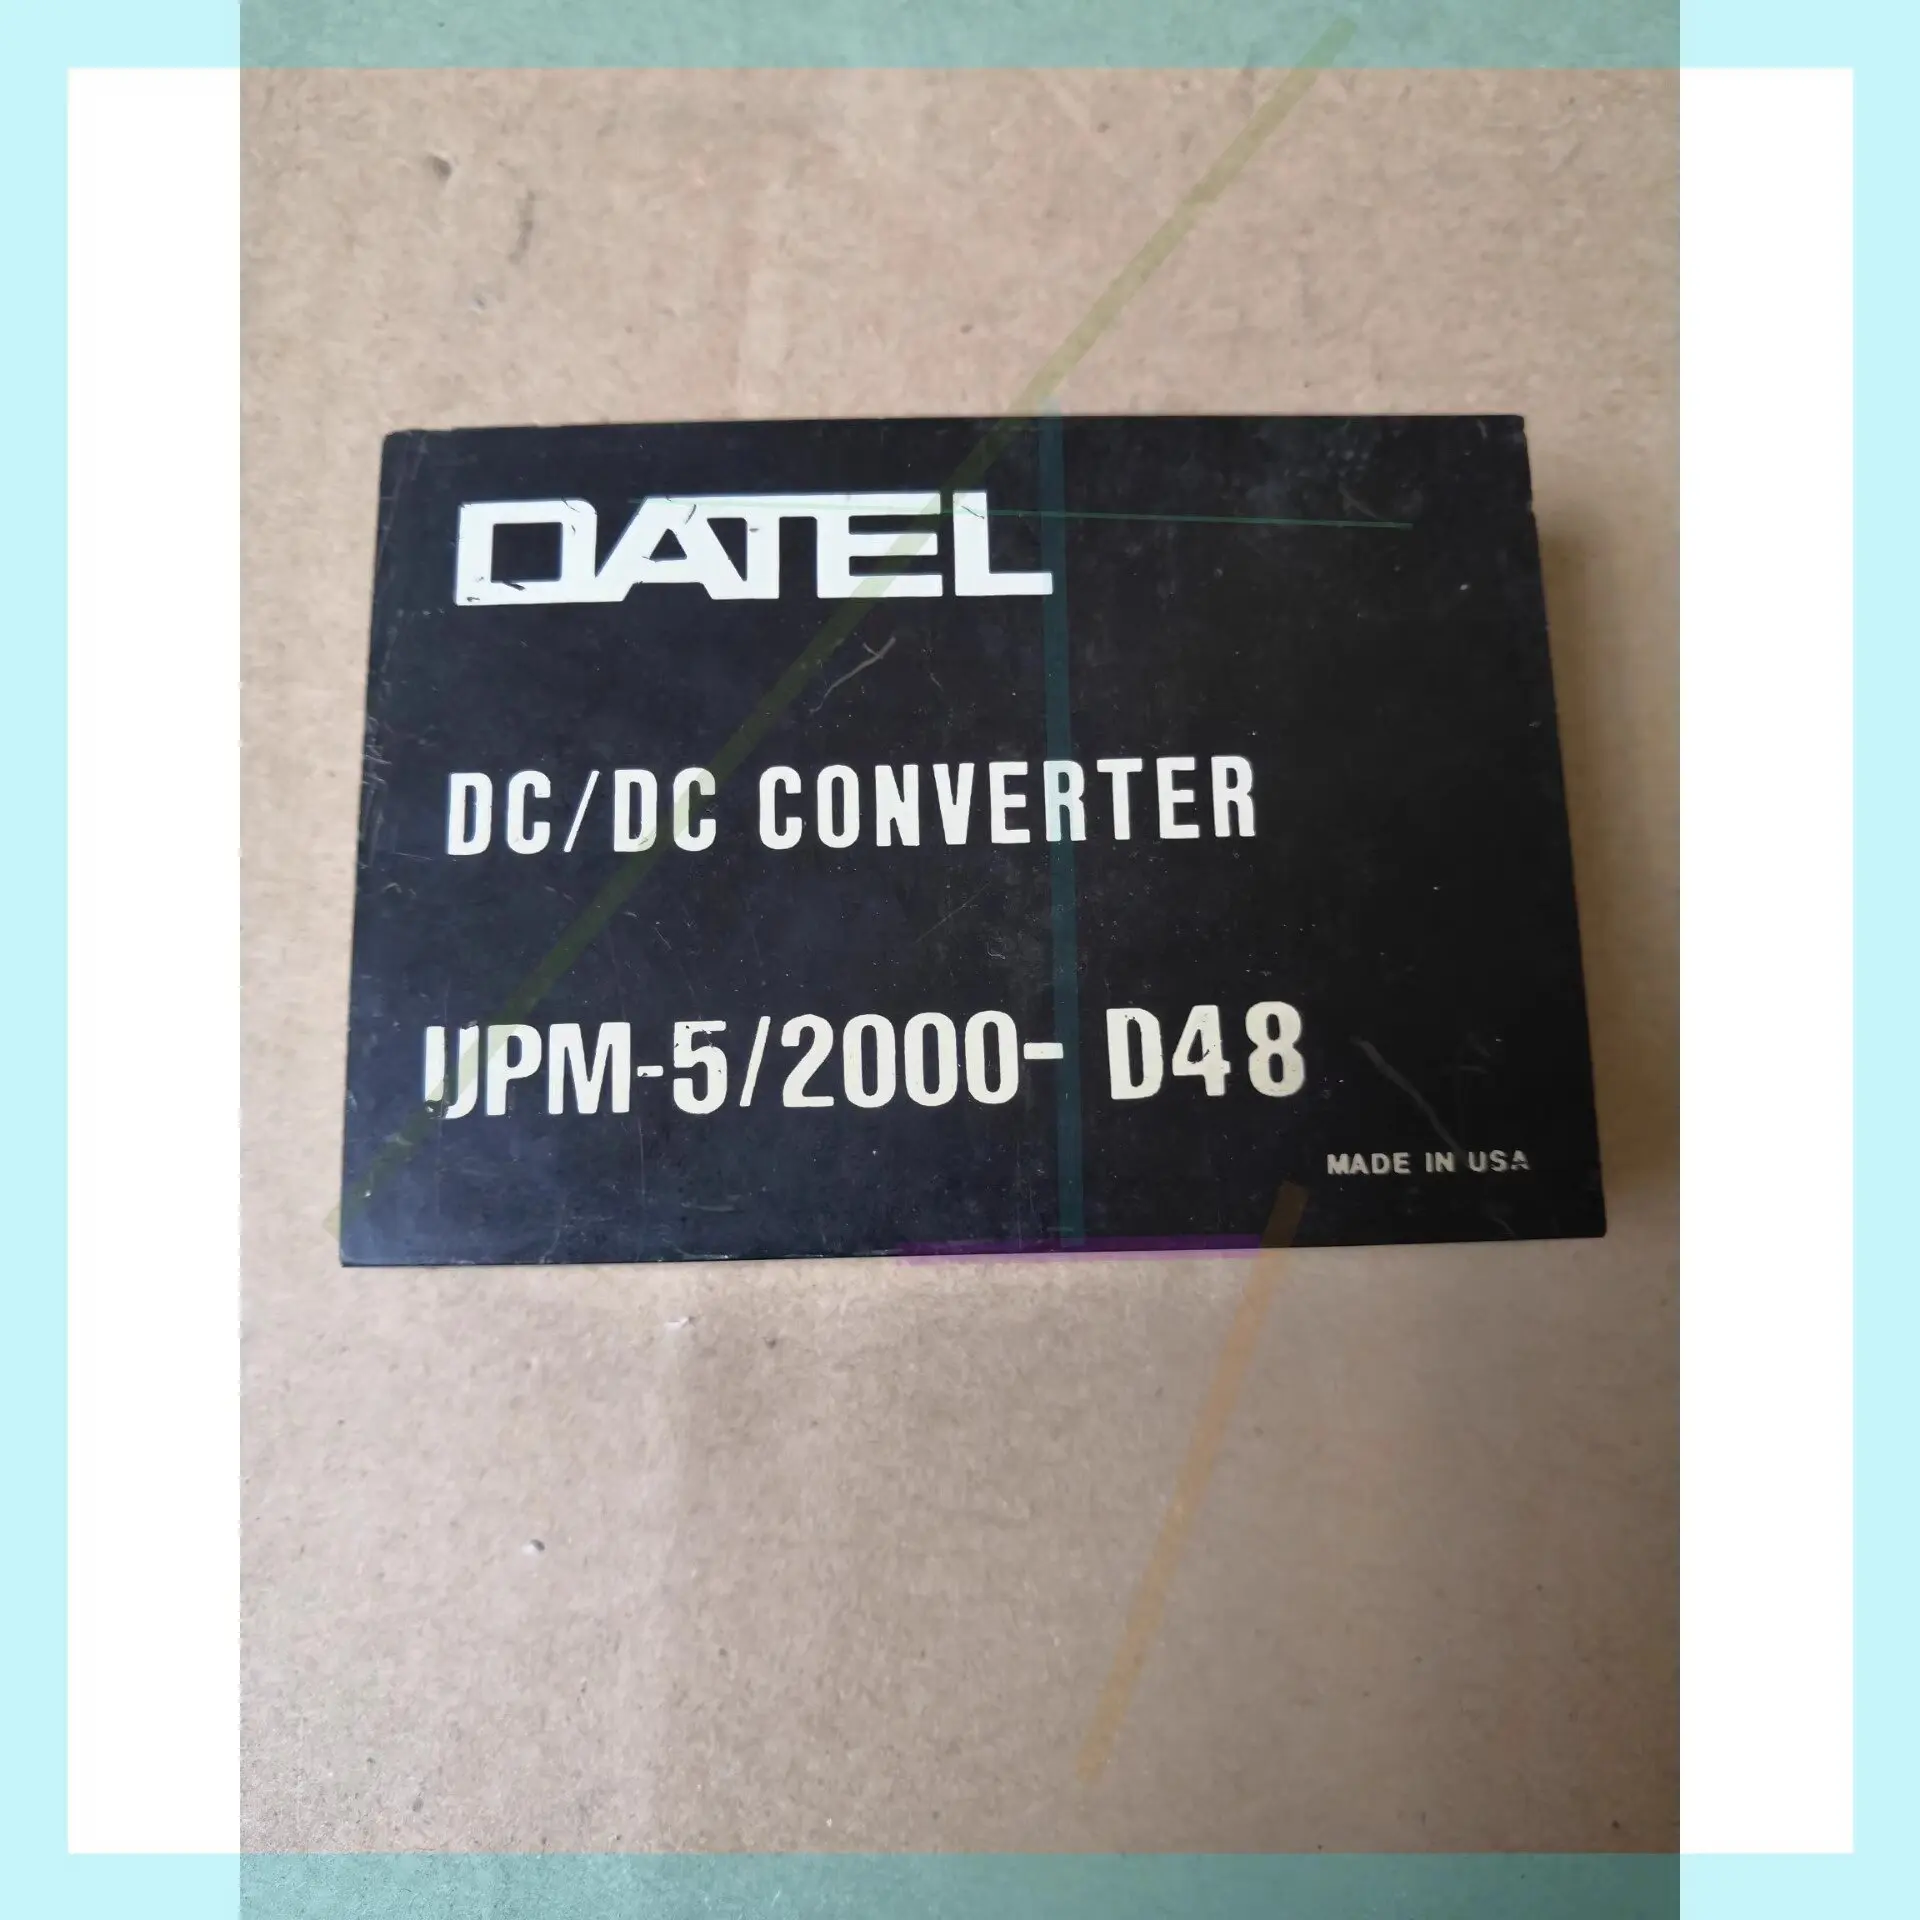 DATEL
DC/DC CONVERTER
UPM-5/2000- D48
MADE IN USA